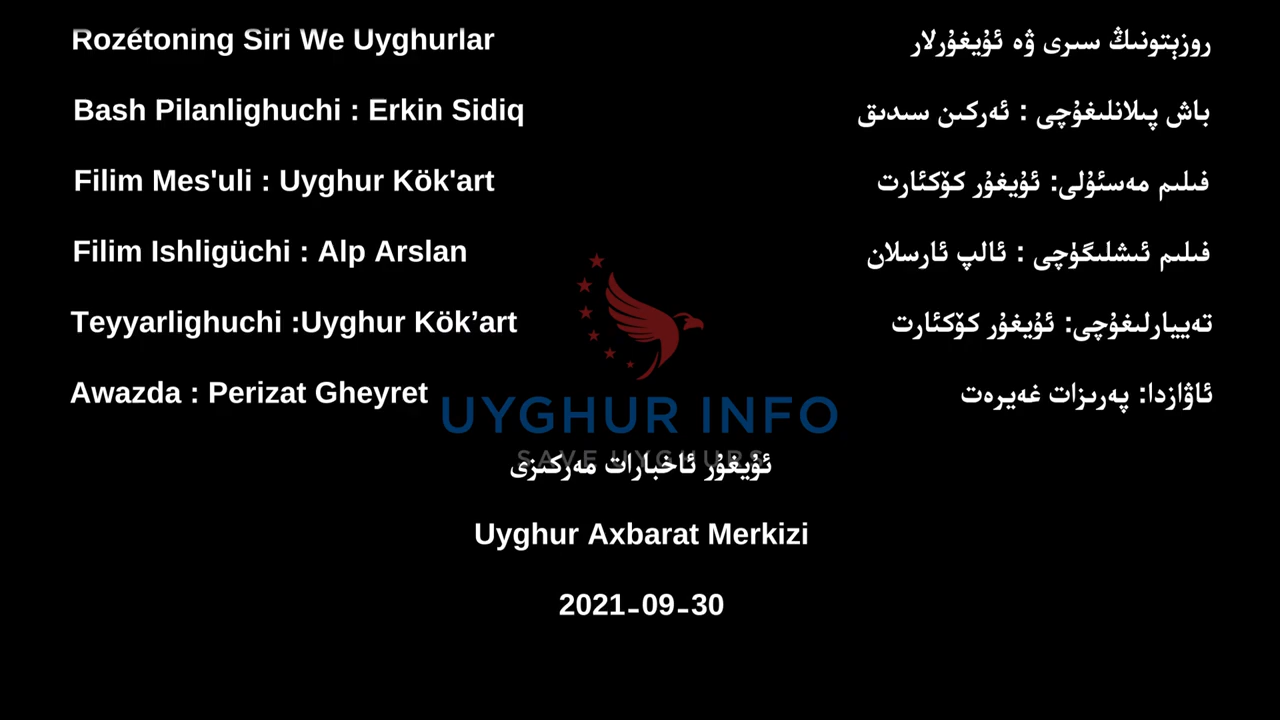 Rozétoning Siri We Uyghurlar روزېتونىڭ سىرى ۋە ئۇيغۇرلار
Bash Pilanlighuchi : Erkin Sidiq باش پىلانلىغۇچى : ئەركىن سىدىق
Filim Mes'uli : Uyghur Kök'art فىلىم مەسئۇلى: ئۇيغۇر كۆكئارت
Filim Ishligüchi : Alp Arslan فىلىم ئىشلىگۈچى : ئالپ ئارسلان
Teyyarlighuchi :Uyghur Kök’art تەييارلىغۇچى: ئۇيغۇر كۆكئارت
Awazda : Perizat Gheyret ئاۋازدا: پەرىزات غەيرەت
UYGHUR INFO
SAVE UYGHURS
ئۇيغۇر ئاخبارات مەركىزى
Uyghur Axbarat Merkizi
2021-09-30